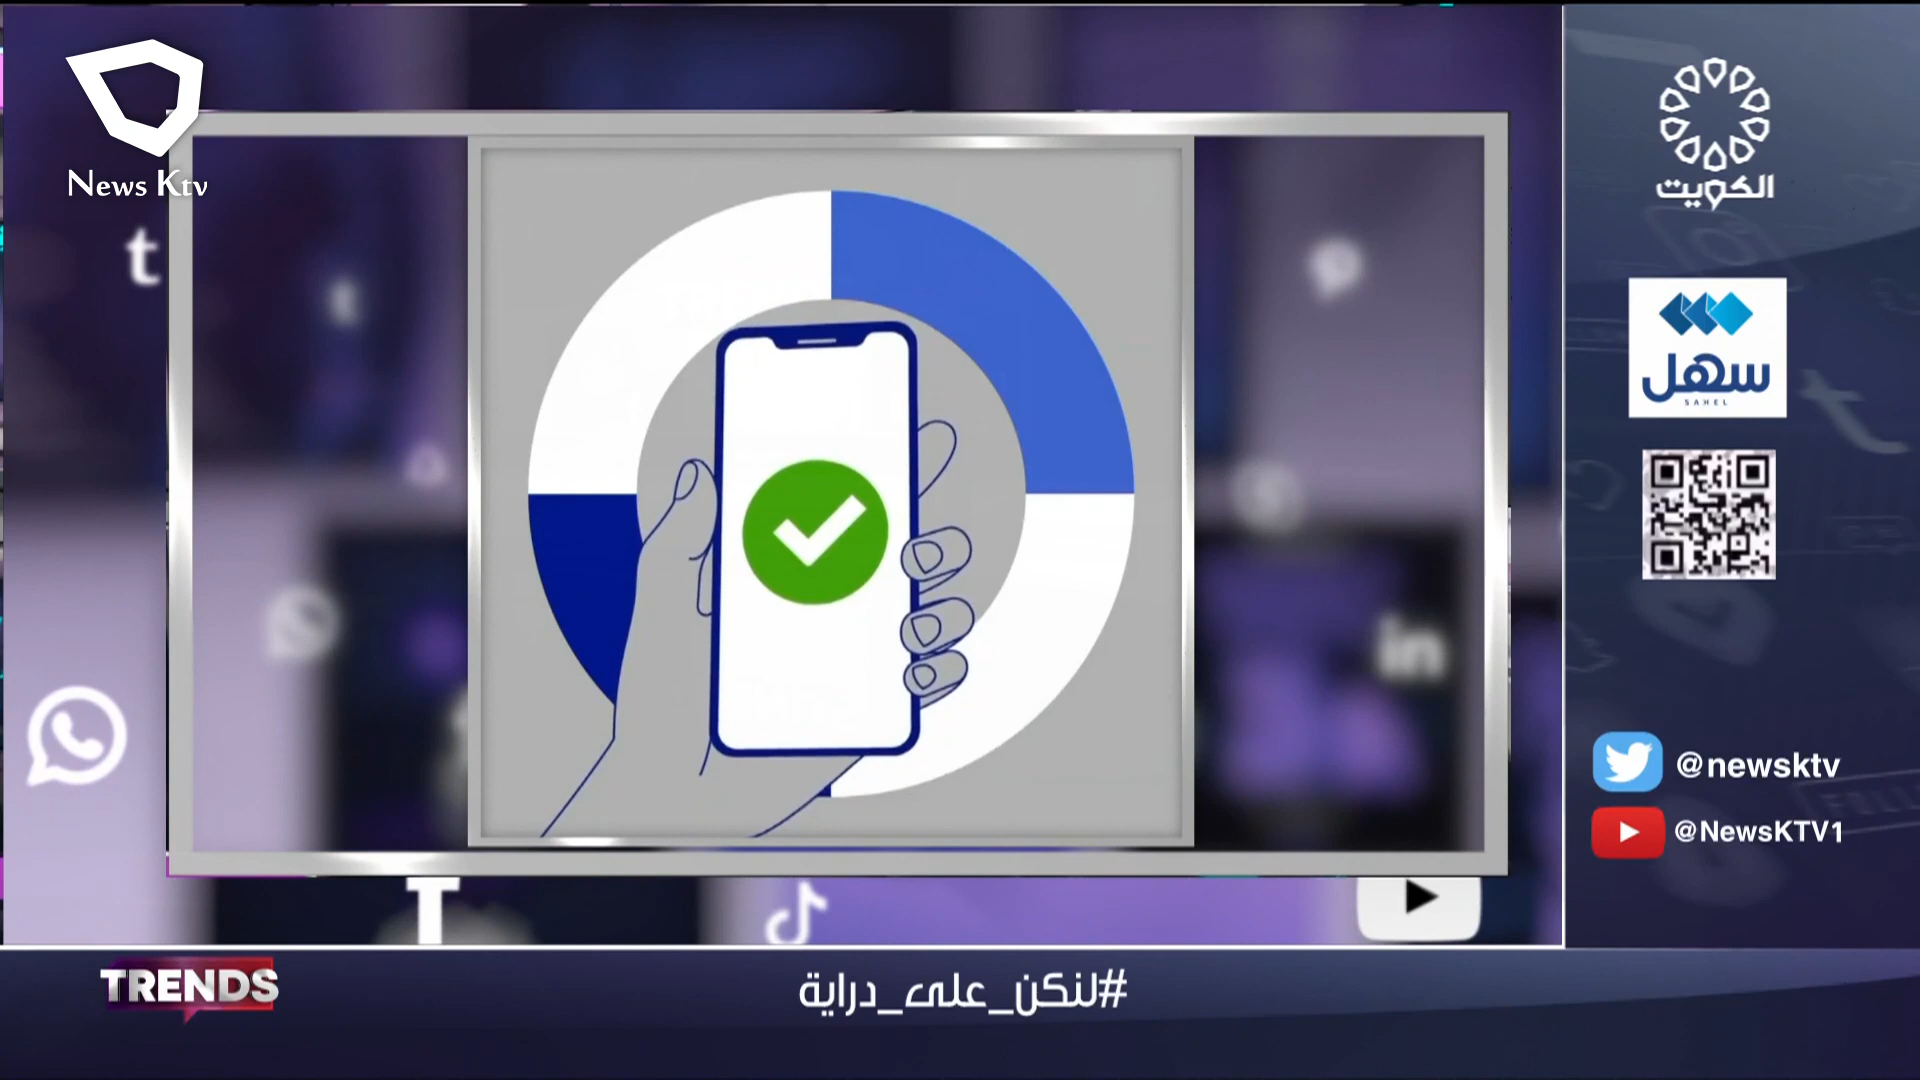 News Ktv
الكويت
سهل
SAHEL
@newsktv
@NewsKTV1
TRENDS
#لنكن_على_دراية